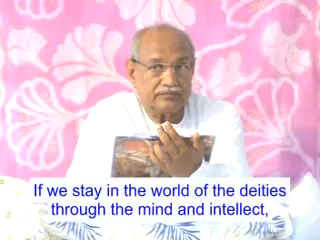 If we stay in the world of the deities
through the mind and intellect,